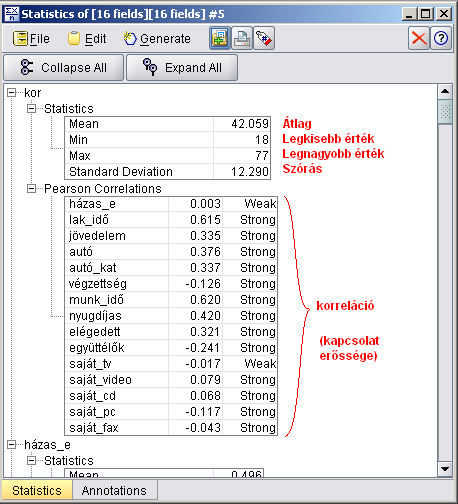 Statistics of [16 fields][16 fields] #5
File Edit Generate
Collapse All Expand All
kor
Statistics
Mean 42.059 Átlag
Min 18 Legkisebb érték
Max 77 Legnagyobb érték
Standard Deviation 12.290 Szórás
Pearson Correlations
házas_e 0.003 Weak
lak_idő 0.615 Strong
jövedelem 0.335 Strong
autó 0.376 Strong
autó_kat 0.337 Strong
végzettség -0.126 Strong
munk_idő 0.620 Strong
nyugdíjas 0.420 Strong
elégedett 0.321 Strong
együttélők -0.241 Strong
saját_tv -0.017 Weak
saját_video 0.079 Strong
saját_cd 0.068 Strong
saját_pc -0.117 Strong
saját_fax -0.043 Strong
korreláció
(kapcsolat
erőssége)
házas_e
Statistics
Mean 0.496
Statistics Annotations